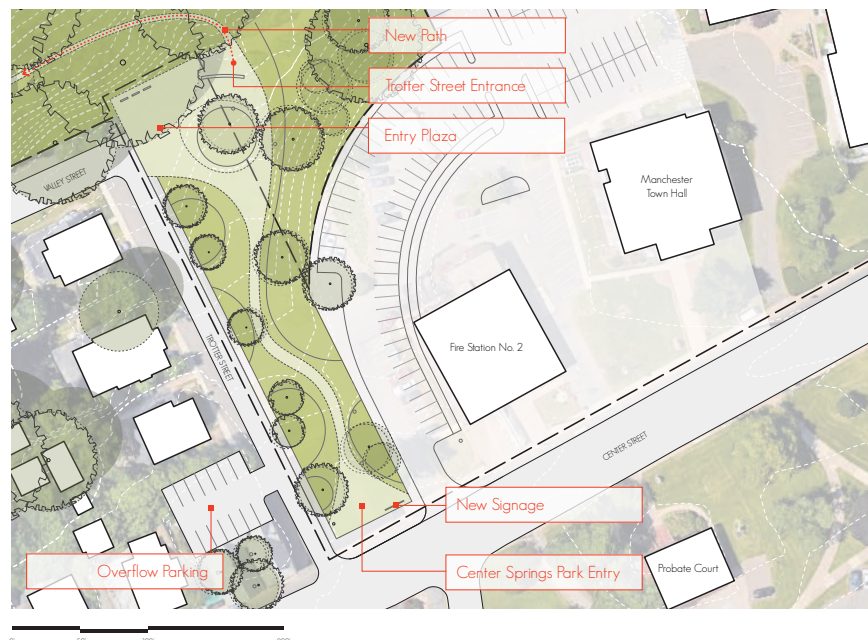 New Path
Trotter Street Entrance
Entry Plaza
VALLEY STREET
Manchester
Town Hall
Fire Station No. 2
TROTTER STREET
CENTER STREET
New Signage
Center Springs Park Entry
Overflow Parking
Probate Court